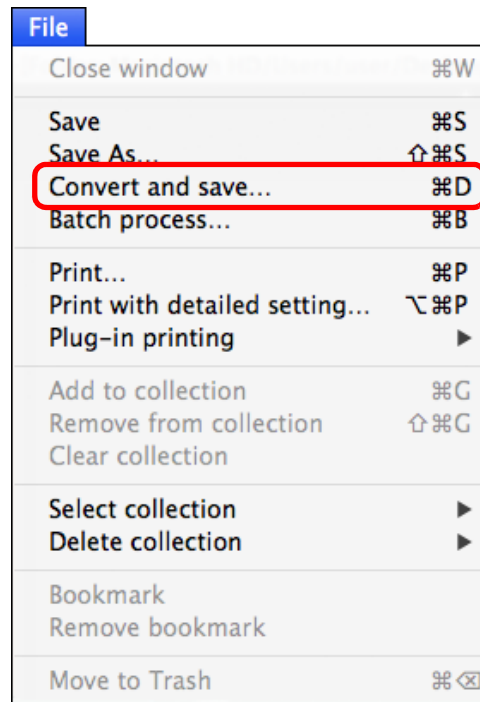 File
Close window ⌘W
Save ⌘S
Save As... ⇧⌘S
Convert and save... ⌘D
Batch process... ⌘B
Print... ⌘P
Print with detailed setting... ⌥⌘P
Plug-in printing ▶
Add to collection ⌘G
Remove from collection ⇧⌘G
Clear collection
Select collection ▶
Delete collection ▶
Bookmark
Remove bookmark
Move to Trash ⌘⌫